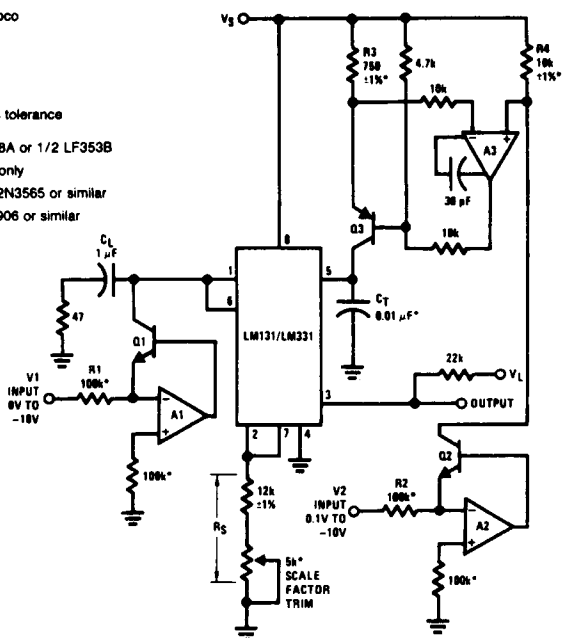 oco
tolerance
8A or 1/2 LF353B
only
2N3565 or similar
906 or similar
VS
R3
750
±1%*
4.7k
R4
10k
±1%*
10k
A3
30 pF
Q3
10k
CL
1 µF
47
1
6
8
5
LM131/LM331
CT
0.01 µF*
3
22k
VL
OUTPUT
2
7
4
Q1
V1
INPUT
0V TO
−10V
R1
100k*
A1
100k*
RS
12k
±1%
5k*
SCALE
FACTOR
TRIM
Q2
V2
INPUT
0.1V TO
−10V
R2
100k*
A2
100k*